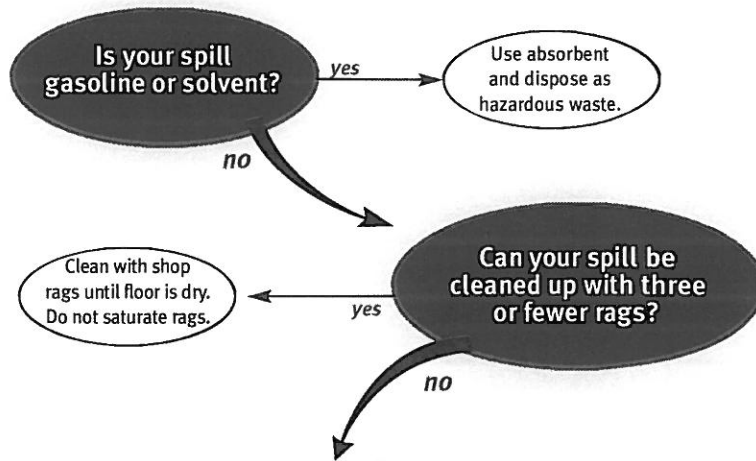 Is your spill
gasoline or solvent?
yes
Use absorbent
and dispose as
hazardous waste.
no
Can your spill be
cleaned up with three
or fewer rags?
yes
Clean with shop
rags until floor is dry.
Do not saturate rags.
no